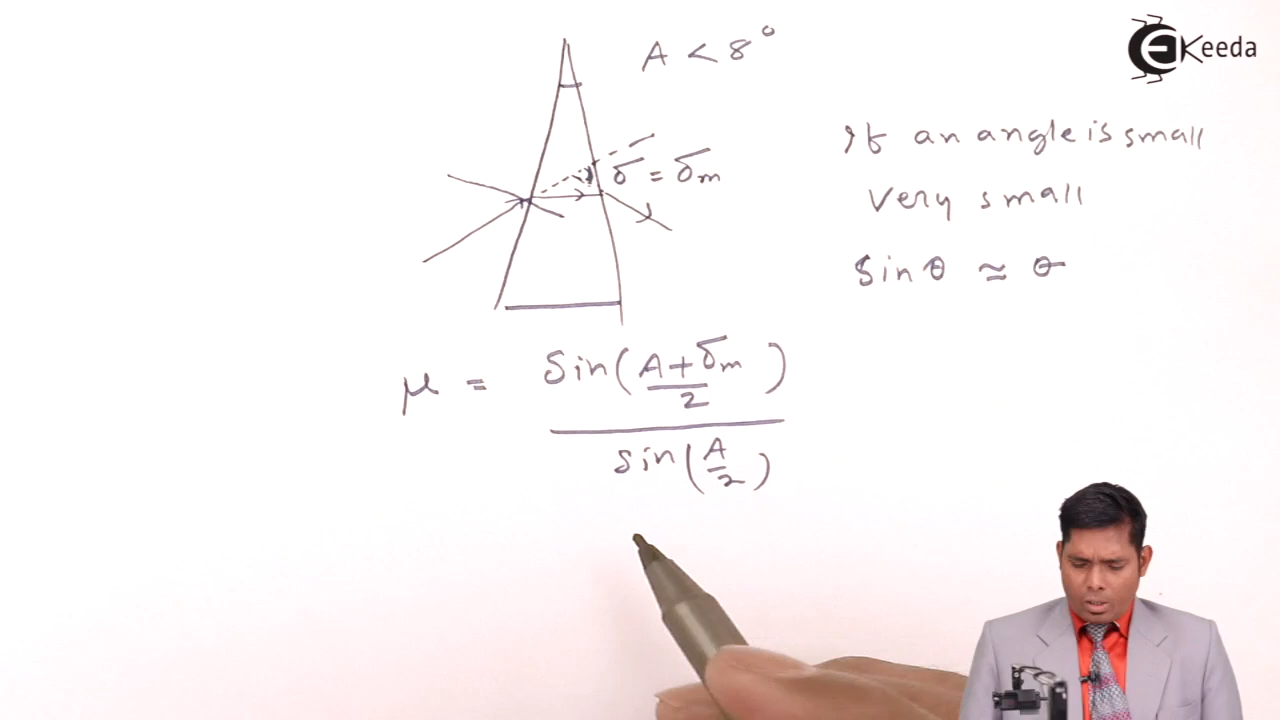 A < 8°
EKeeda
If an angle is small
very small
δ = δm
sin θ ≃ θ
μ = sin(A+δm/2) / sin(A/2)